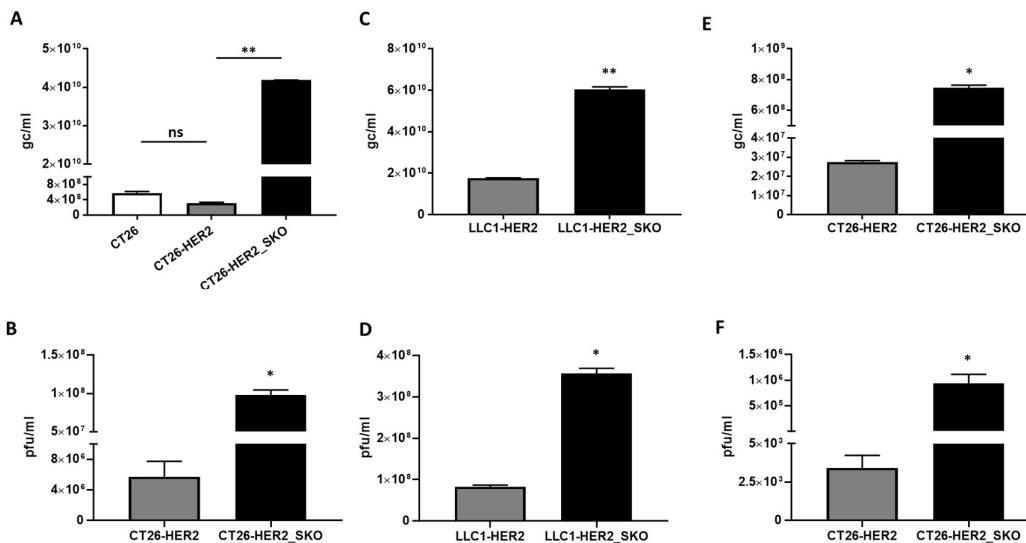 A
gc/ml
5×10¹⁰
4×10¹⁰
3×10¹⁰
2×10¹⁰
8×10⁸
4×10⁸
0
ns
**
CT26
CT26-HER2
CT26-HER2_SKO
C
gc/ml
8×10¹⁰
6×10¹⁰
4×10¹⁰
2×10¹⁰
0
**
LLC1-HER2 LLC1-HER2_SKO
E
gc/ml
1×10⁹
8×10⁸
6×10⁸
4×10⁷
3×10⁷
2×10⁷
1×10⁷
0
*
CT26-HER2 CT26-HER2_SKO
B
pfu/ml
1.5×10⁸
1×10⁸
5×10⁷
8×10⁶
4×10⁶
0
*
CT26-HER2 CT26-HER2_SKO
D
pfu/ml
4×10⁸
3×10⁸
2×10⁸
1×10⁸
0
*
LLC1-HER2 LLC1-HER2_SKO
F
pfu/ml
1.5×10⁶
1×10⁶
5×10⁵
5×10³
2.5×10³
0
*
CT26-HER2 CT26-HER2_SKO